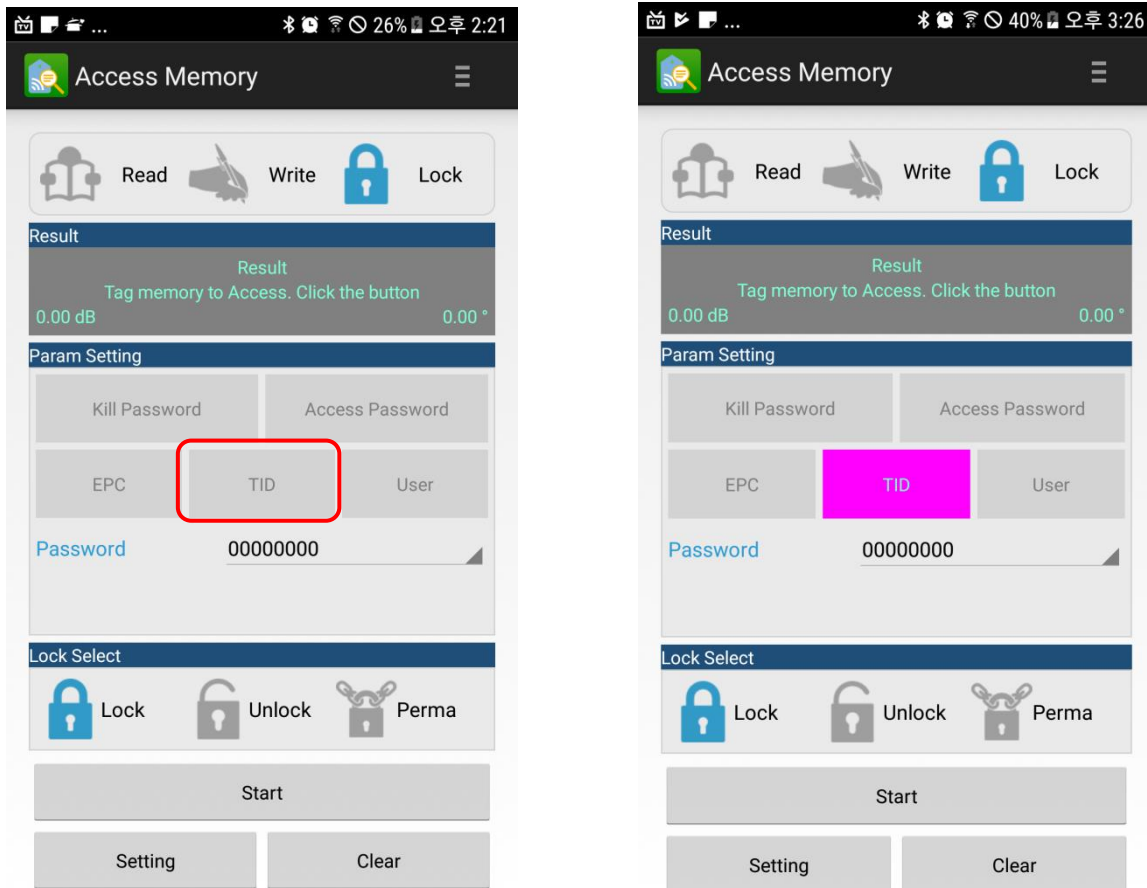 ... 26% 오후 2:21
Access Memory
Read Write Lock
Result
Result
Tag memory to Access. Click the button
0.00 dB 0.00 °
Param Setting
Kill Password Access Password
EPC TID User
Password 00000000
Lock Select
Lock Unlock Perma
Start
Setting Clear
... 40% 오후 3:26
Access Memory
Read Write Lock
Result
Result
Tag memory to Access. Click the button
0.00 dB 0.00 °
Param Setting
Kill Password Access Password
EPC TID User
Password 00000000
Lock Select
Lock Unlock Perma
Start
Setting Clear